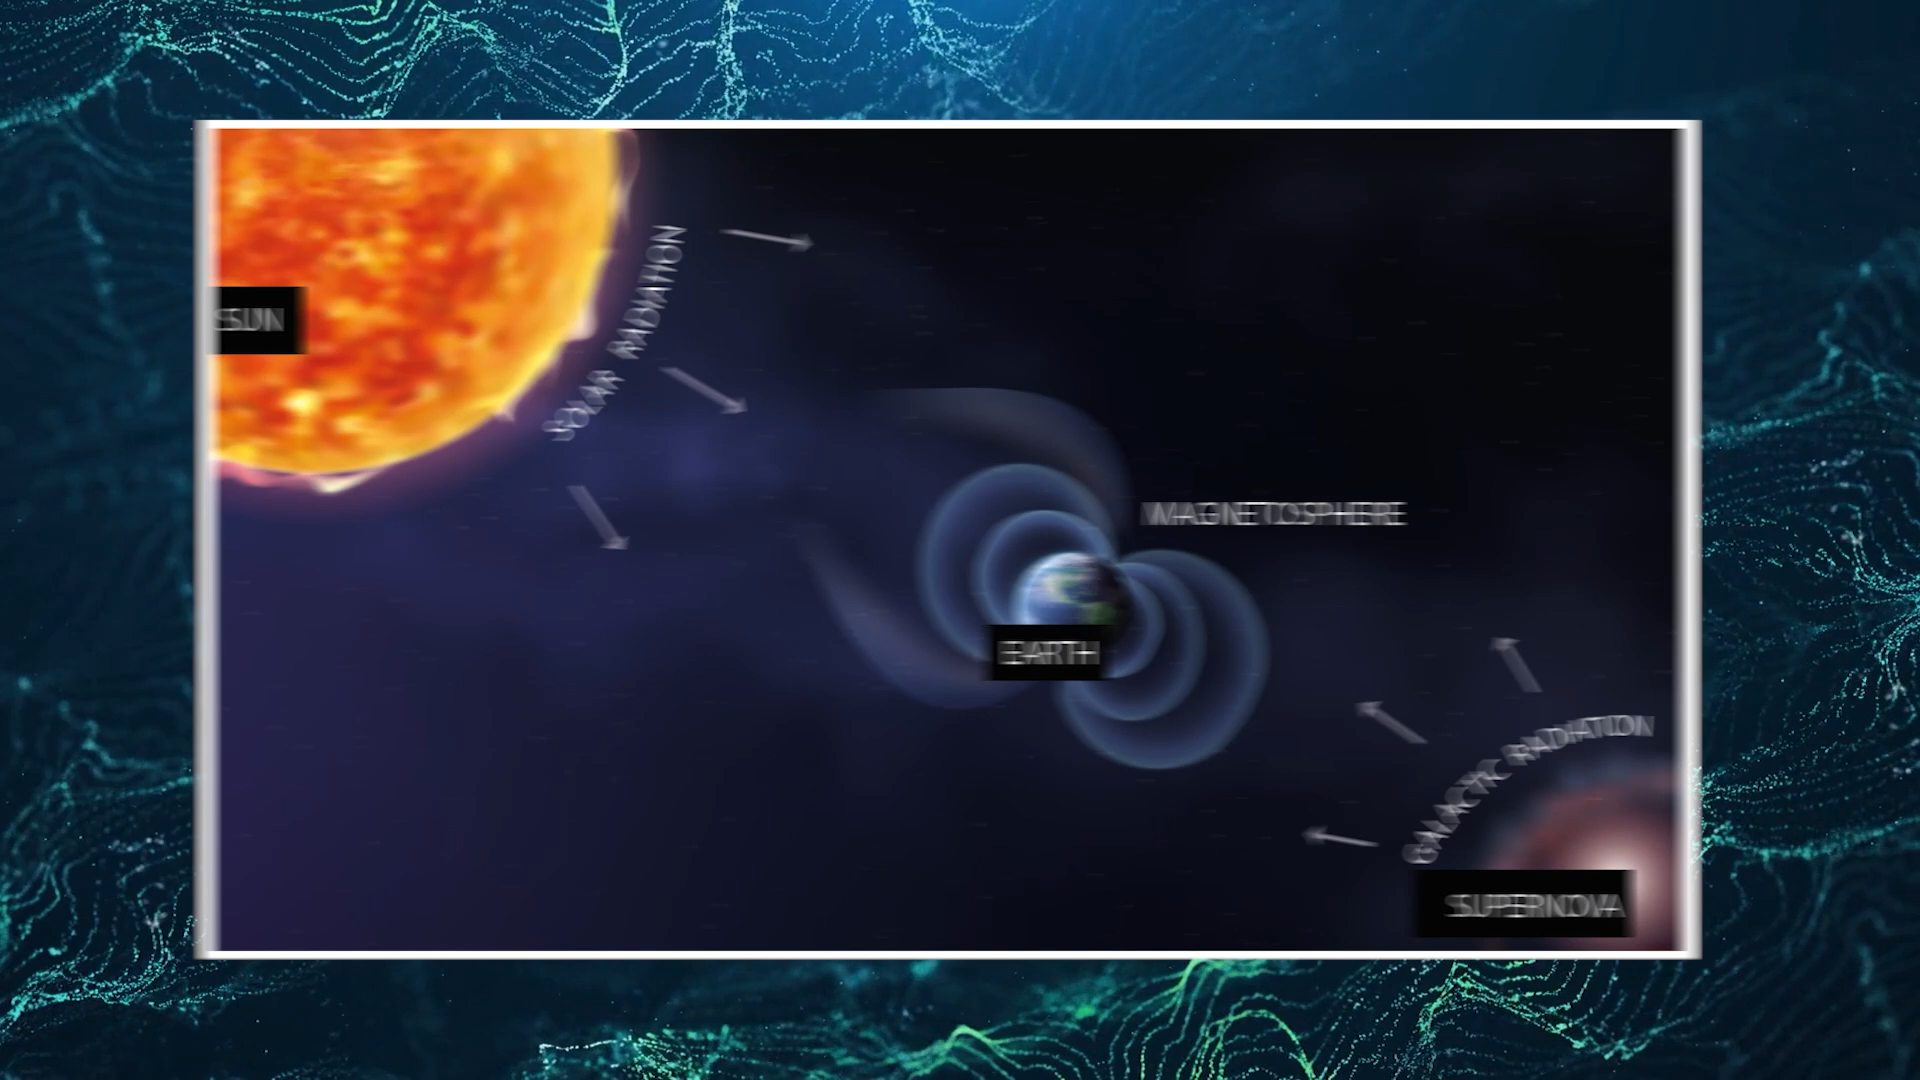 SUN
SOLAR RADIATION
MAGNETOSPHERE
EARTH
GALACTIC RADIATION
SUPERNOVA